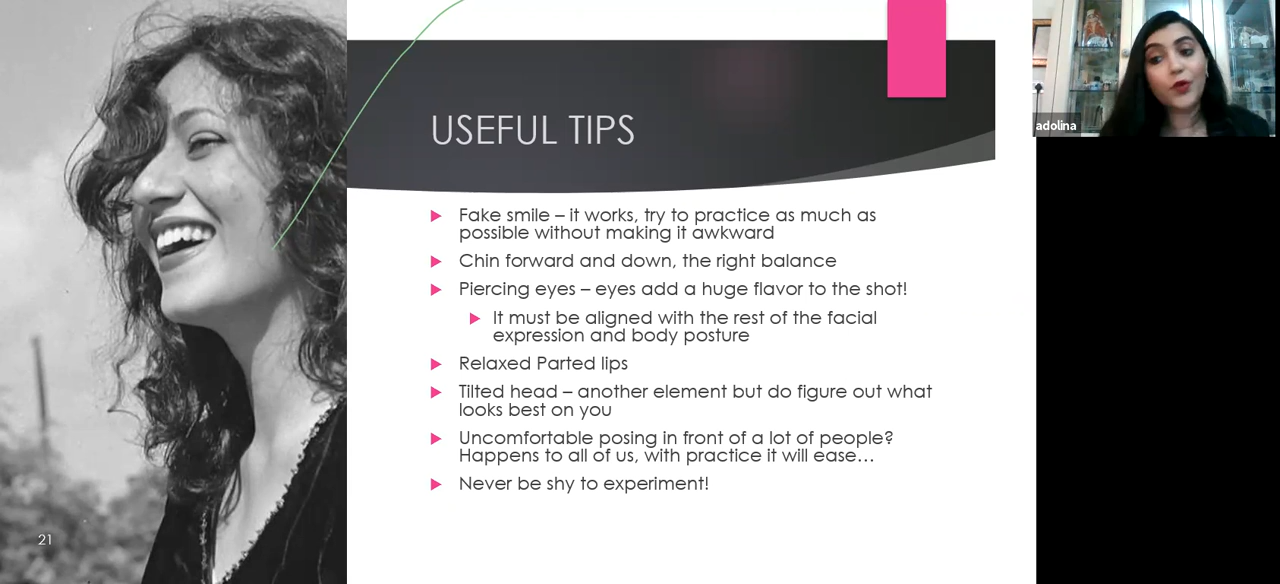 USEFUL TIPS
Fake smile – it works, try to practice as much as
possible without making it awkward
Chin forward and down, the right balance
Piercing eyes – eyes add a huge flavor to the shot!
It must be aligned with the rest of the facial
expression and body posture
Relaxed Parted lips
Tilted head – another element but do figure out what
looks best on you
Uncomfortable posing in front of a lot of people?
Happens to all of us, with practice it will ease…
Never be shy to experiment!
21
adolina